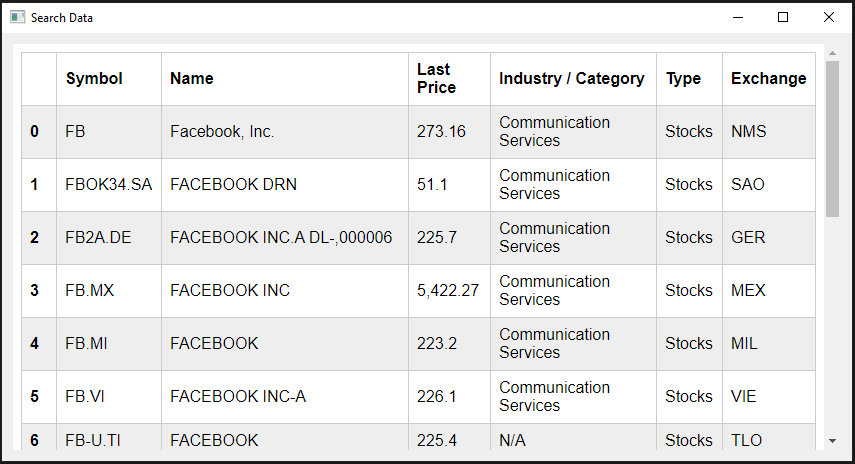 Search Data
Symbol Name Last Price Industry / Category Type Exchange
0 FB Facebook, Inc. 273.16 Communication Services Stocks NMS
1 FBOK34.SA FACEBOOK DRN 51.1 Communication Services Stocks SAO
2 FB2A.DE FACEBOOK INC.A DL-,000006 225.7 Communication Services Stocks GER
3 FB.MX FACEBOOK INC 5,422.27 Communication Services Stocks MEX
4 FB.MI FACEBOOK 223.2 Communication Services Stocks MIL
5 FB.VI FACEBOOK INC-A 226.1 Communication Services Stocks VIE
6 FB-U.TI FACEBOOK 225.4 N/A Stocks TLO